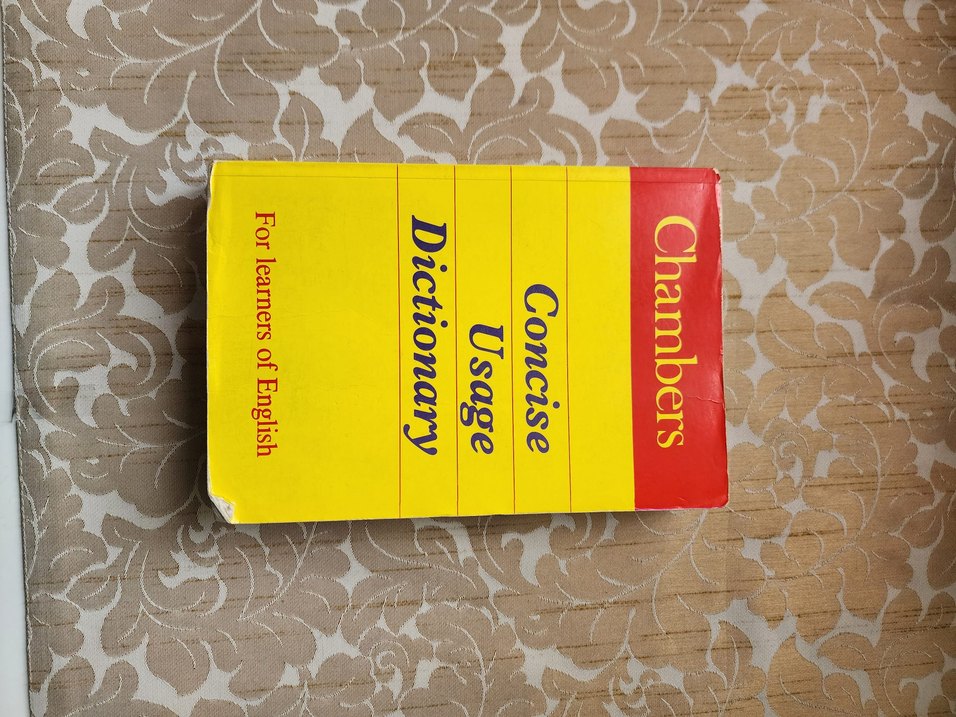 Chambers
Concise
Usage
Dictionary
For learners of English